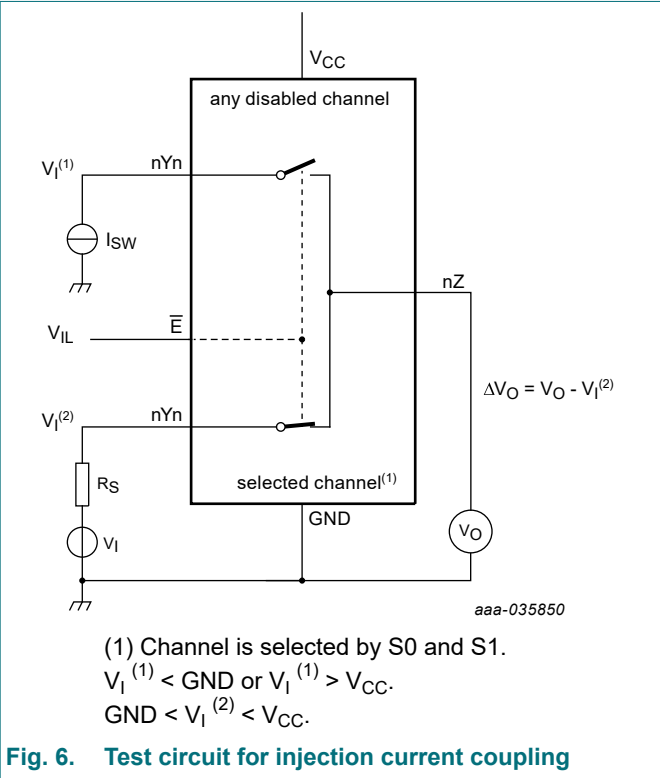 VCC
any disabled channel
VI(1)
nYn
ISW
nZ
VIL
E̅
ΔVO = VO - VI(2)
VI(2)
nYn
RS
selected channel(1)
GND
VI
VO
aaa-035850
(1) Channel is selected by S0 and S1.
VI (1) < GND or VI (1) > VCC.
GND < VI (2) < VCC.
Fig. 6. Test circuit for injection current coupling